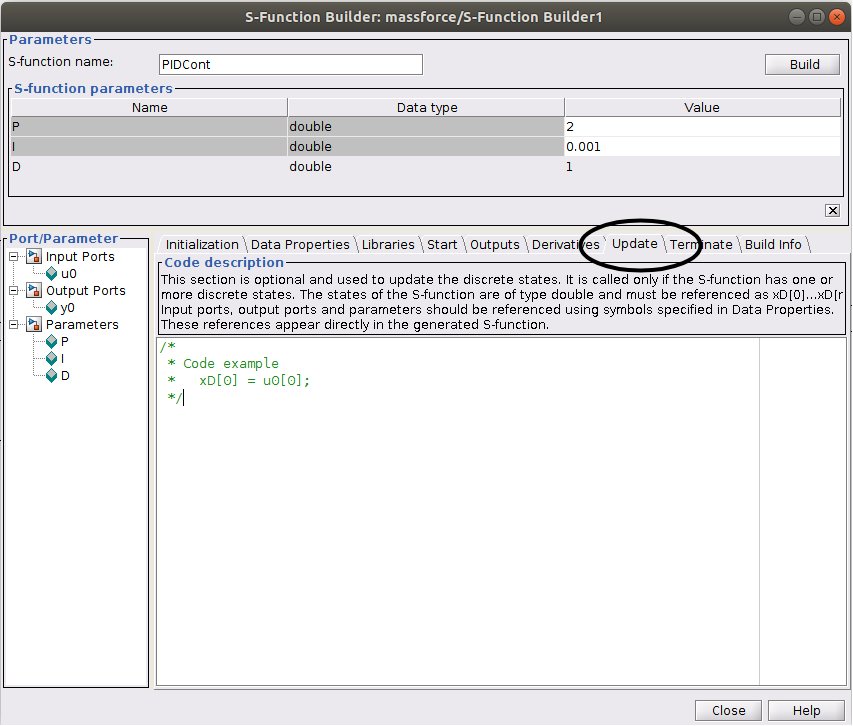 S-Function Builder: massforce/S-Function Builder1
Parameters
S-function name: PIDCont Build
S-function parameters
Name Data type Value
P double 2
I double 0.001
D double 1
Port/Parameter
Input Ports
u0
Output Ports
y0
Parameters
P
I
D
Initialization Data Properties Libraries Start Outputs Derivatives Update Terminate Build Info
Code description
This section is optional and used to update the discrete states. It is called only if the S-function has one or
more discrete states. The states of the S-function are of type double and must be referenced as xD[0]...xD[r
Input ports, output ports and parameters should be referenced using symbols specified in Data Properties.
These references appear directly in the generated S-function.
/*
* Code example
* xD[0] = u0[0];
*/
Close Help